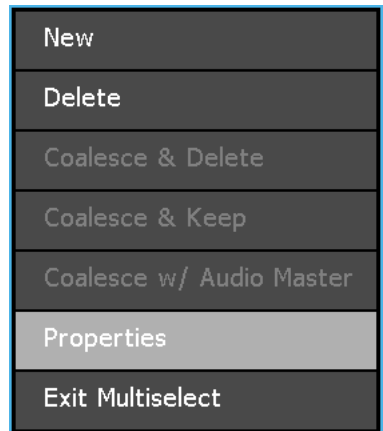 New
Delete
Coalesce & Delete
Coalesce & Keep
Coalesce w/ Audio Master
Properties
Exit Multiselect